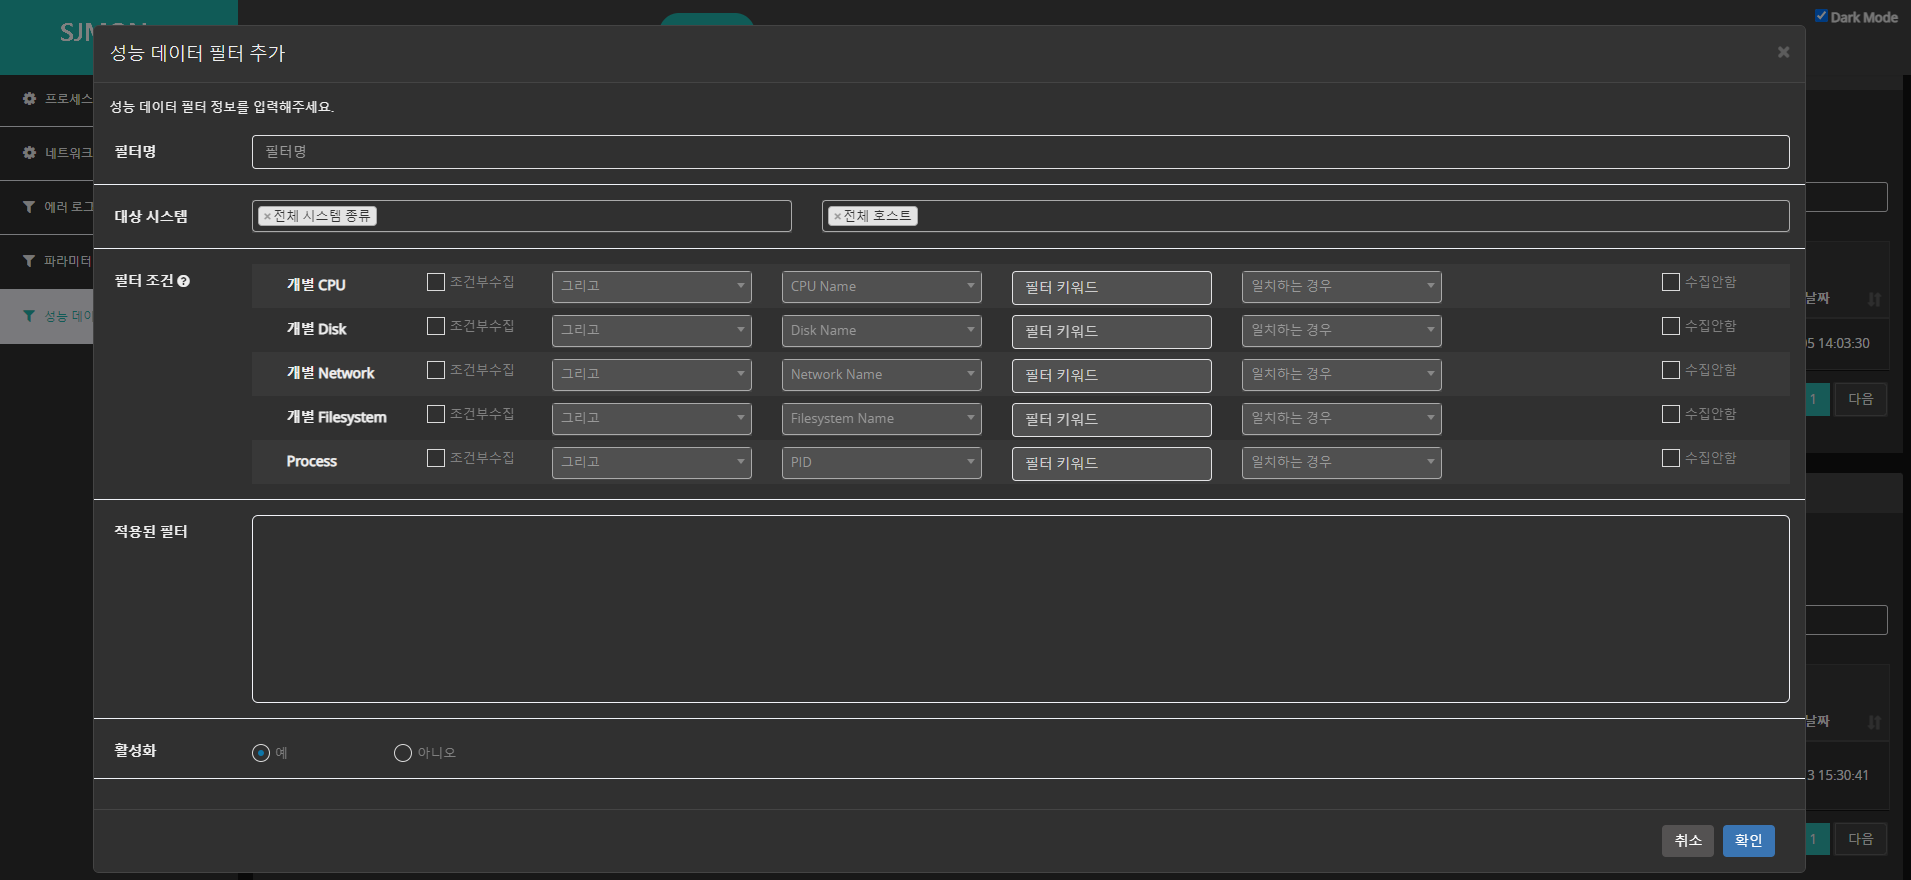 Dark Mode
성능 데이터 필터 추가
×
성능 데이터 필터 정보를 입력해주세요.
프로세스
네트워크
에러 로그
파라미터
성능 데이
필터명 필터명
대상 시스템 ×전체 시스템 종류 ×전체 호스트
필터 조건 ?
개별 CPU 조건부수집 그리고 CPU Name 필터 키워드 일치하는 경우 수집안함
개별 Disk 조건부수집 그리고 Disk Name 필터 키워드 일치하는 경우 수집안함
개별 Network 조건부수집 그리고 Network Name 필터 키워드 일치하는 경우 수집안함
개별 Filesystem 조건부수집 그리고 Filesystem Name 필터 키워드 일치하는 경우 수집안함
Process 조건부수집 그리고 PID 필터 키워드 일치하는 경우 수집안함
적용된 필터
활성화 예 아니오
취소 확인
날짜
5 14:03:30
1 다음
날짜
3 15:30:41
1 다음